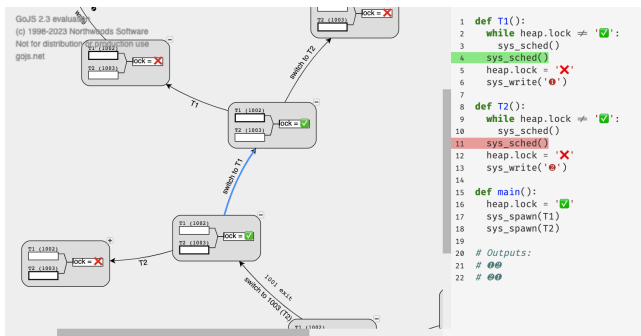 GoJS 2.3 evaluation
(c) 1998-2023 Northwoods Software
Not for distribution or production use
gojs.net
T1 (1002)
T2 (1003)
lock = ❌
T2 (1003)
lock = ❌
T1
switch to T2
T1 (1002)
T2 (1003)
lock = ✅
switch to T1
T1 (1002)
T2 (1003)
lock = ✅
T1 (1002)
T2 (1003)
lock = ❌
T2
1001 exit
switch to 1003 (T2)
T1 (1002)
1 def T1():
2 while heap.lock ≠ '✅':
3 sys_sched()
4 sys_sched()
5 heap.lock = '❌'
6 sys_write('❶')
7
8 def T2():
9 while heap.lock ≠ '✅':
10 sys_sched()
11 sys_sched()
12 heap.lock = '❌'
13 sys_write('❷')
14
15 def main():
16 heap.lock = '✅'
17 sys_spawn(T1)
18 sys_spawn(T2)
19
20 # Outputs:
21 # ❶❷
22 # ❷❶